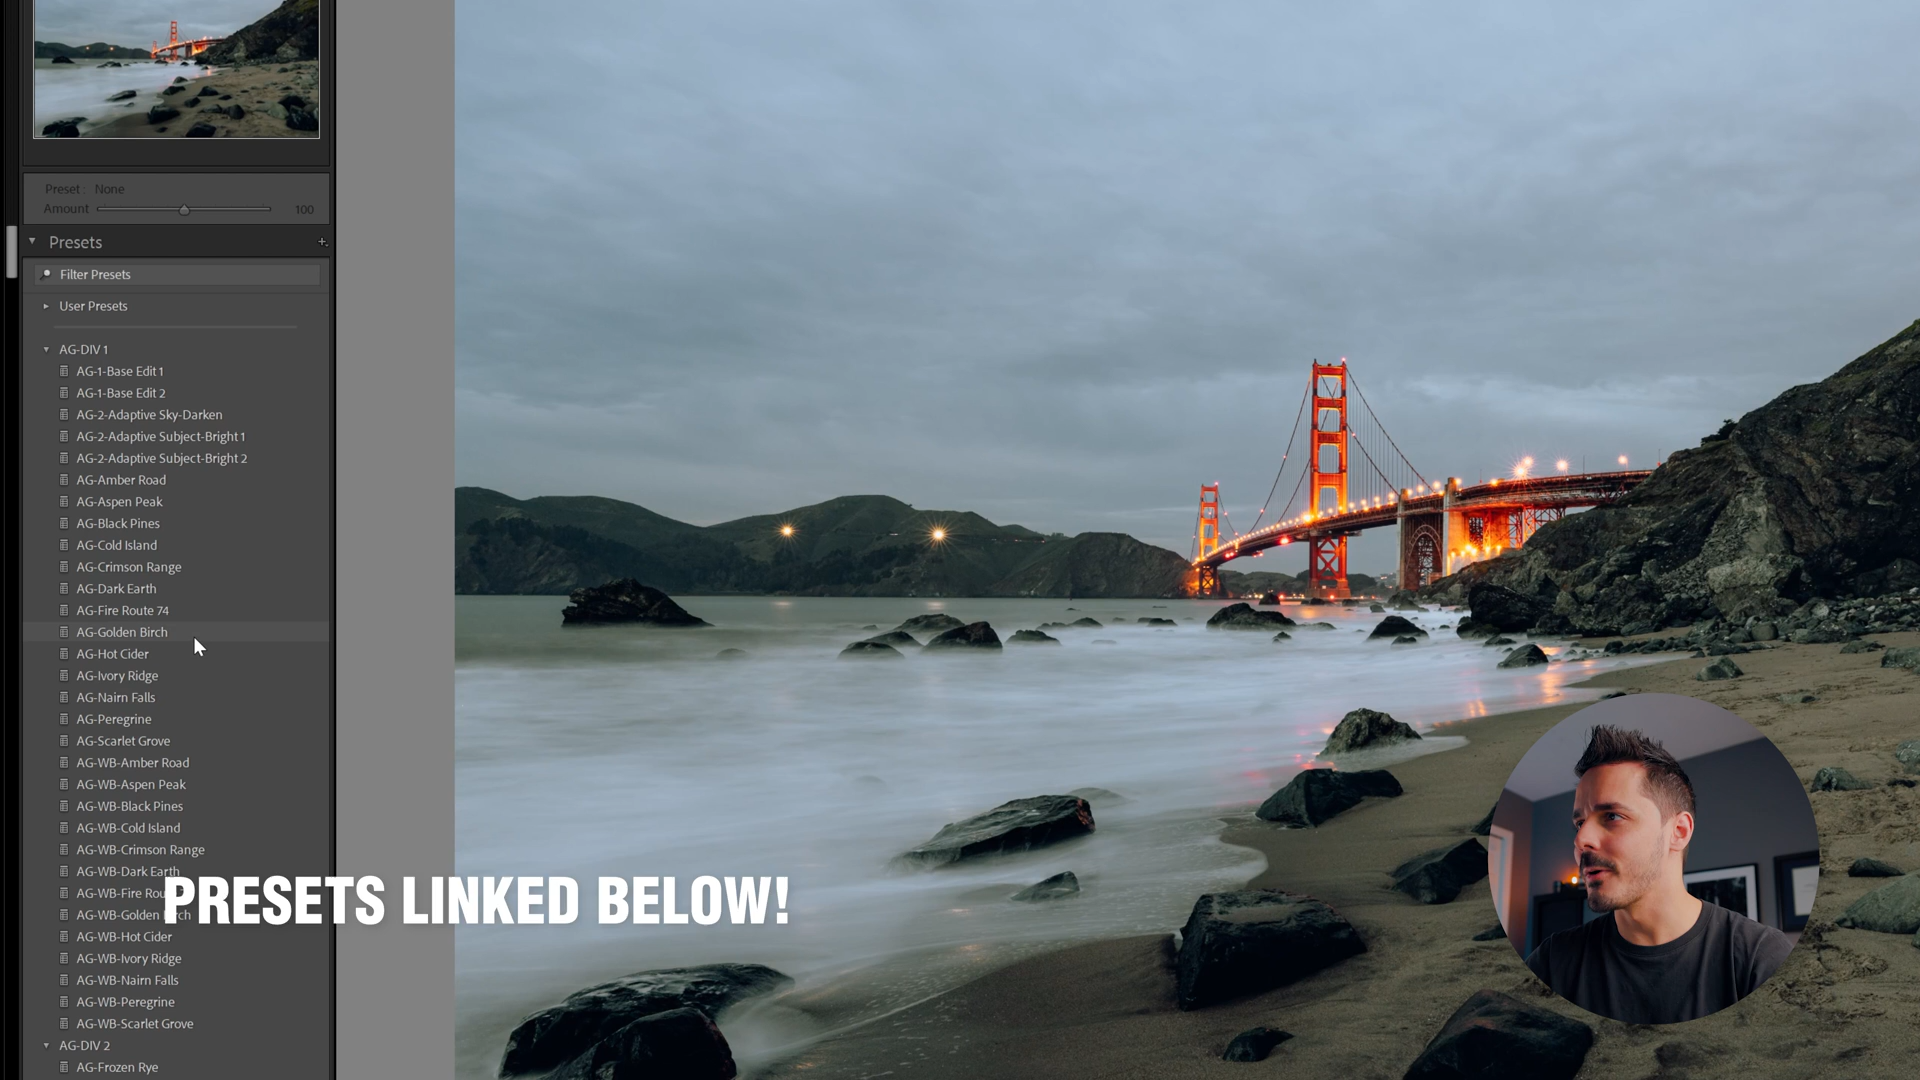 Preset: None
Amount 100
Presets
Filter Presets
User Presets
AG-DIV 1
AG-1-Base Edit 1
AG-1-Base Edit 2
AG-2-Adaptive Sky-Darken
AG-2-Adaptive Subject-Bright 1
AG-2-Adaptive Subject-Bright 2
AG-Amber Road
AG-Aspen Peak
AG-Black Pines
AG-Cold Island
AG-Crimson Range
AG-Dark Earth
AG-Fire Route 74
AG-Golden Birch
AG-Hot Cider
AG-Ivory Ridge
AG-Nairn Falls
AG-Peregrine
AG-Scarlet Grove
AG-WB-Amber Road
AG-WB-Aspen Peak
AG-WB-Black Pines
AG-WB-Cold Island
AG-WB-Crimson Range
AG-WB-Dark Earth
AG-WB-Fire
PRESETS LINKED BELOW!
AG-WB-Golden
AG-WB-Hot Cider
AG-WB-Ivory Ridge
AG-WB-Nairn Falls
AG-WB-Peregrine
AG-WB-Scarlet Grove
AG-DIV 2
AG-Frozen Rye